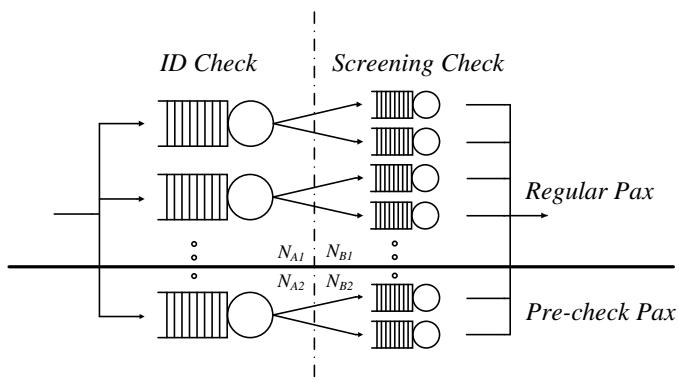 ID Check
Screening Check
Regular Pax
N_{A1}
N_{B1}
N_{A2}
N_{B2}
Pre-check Pax